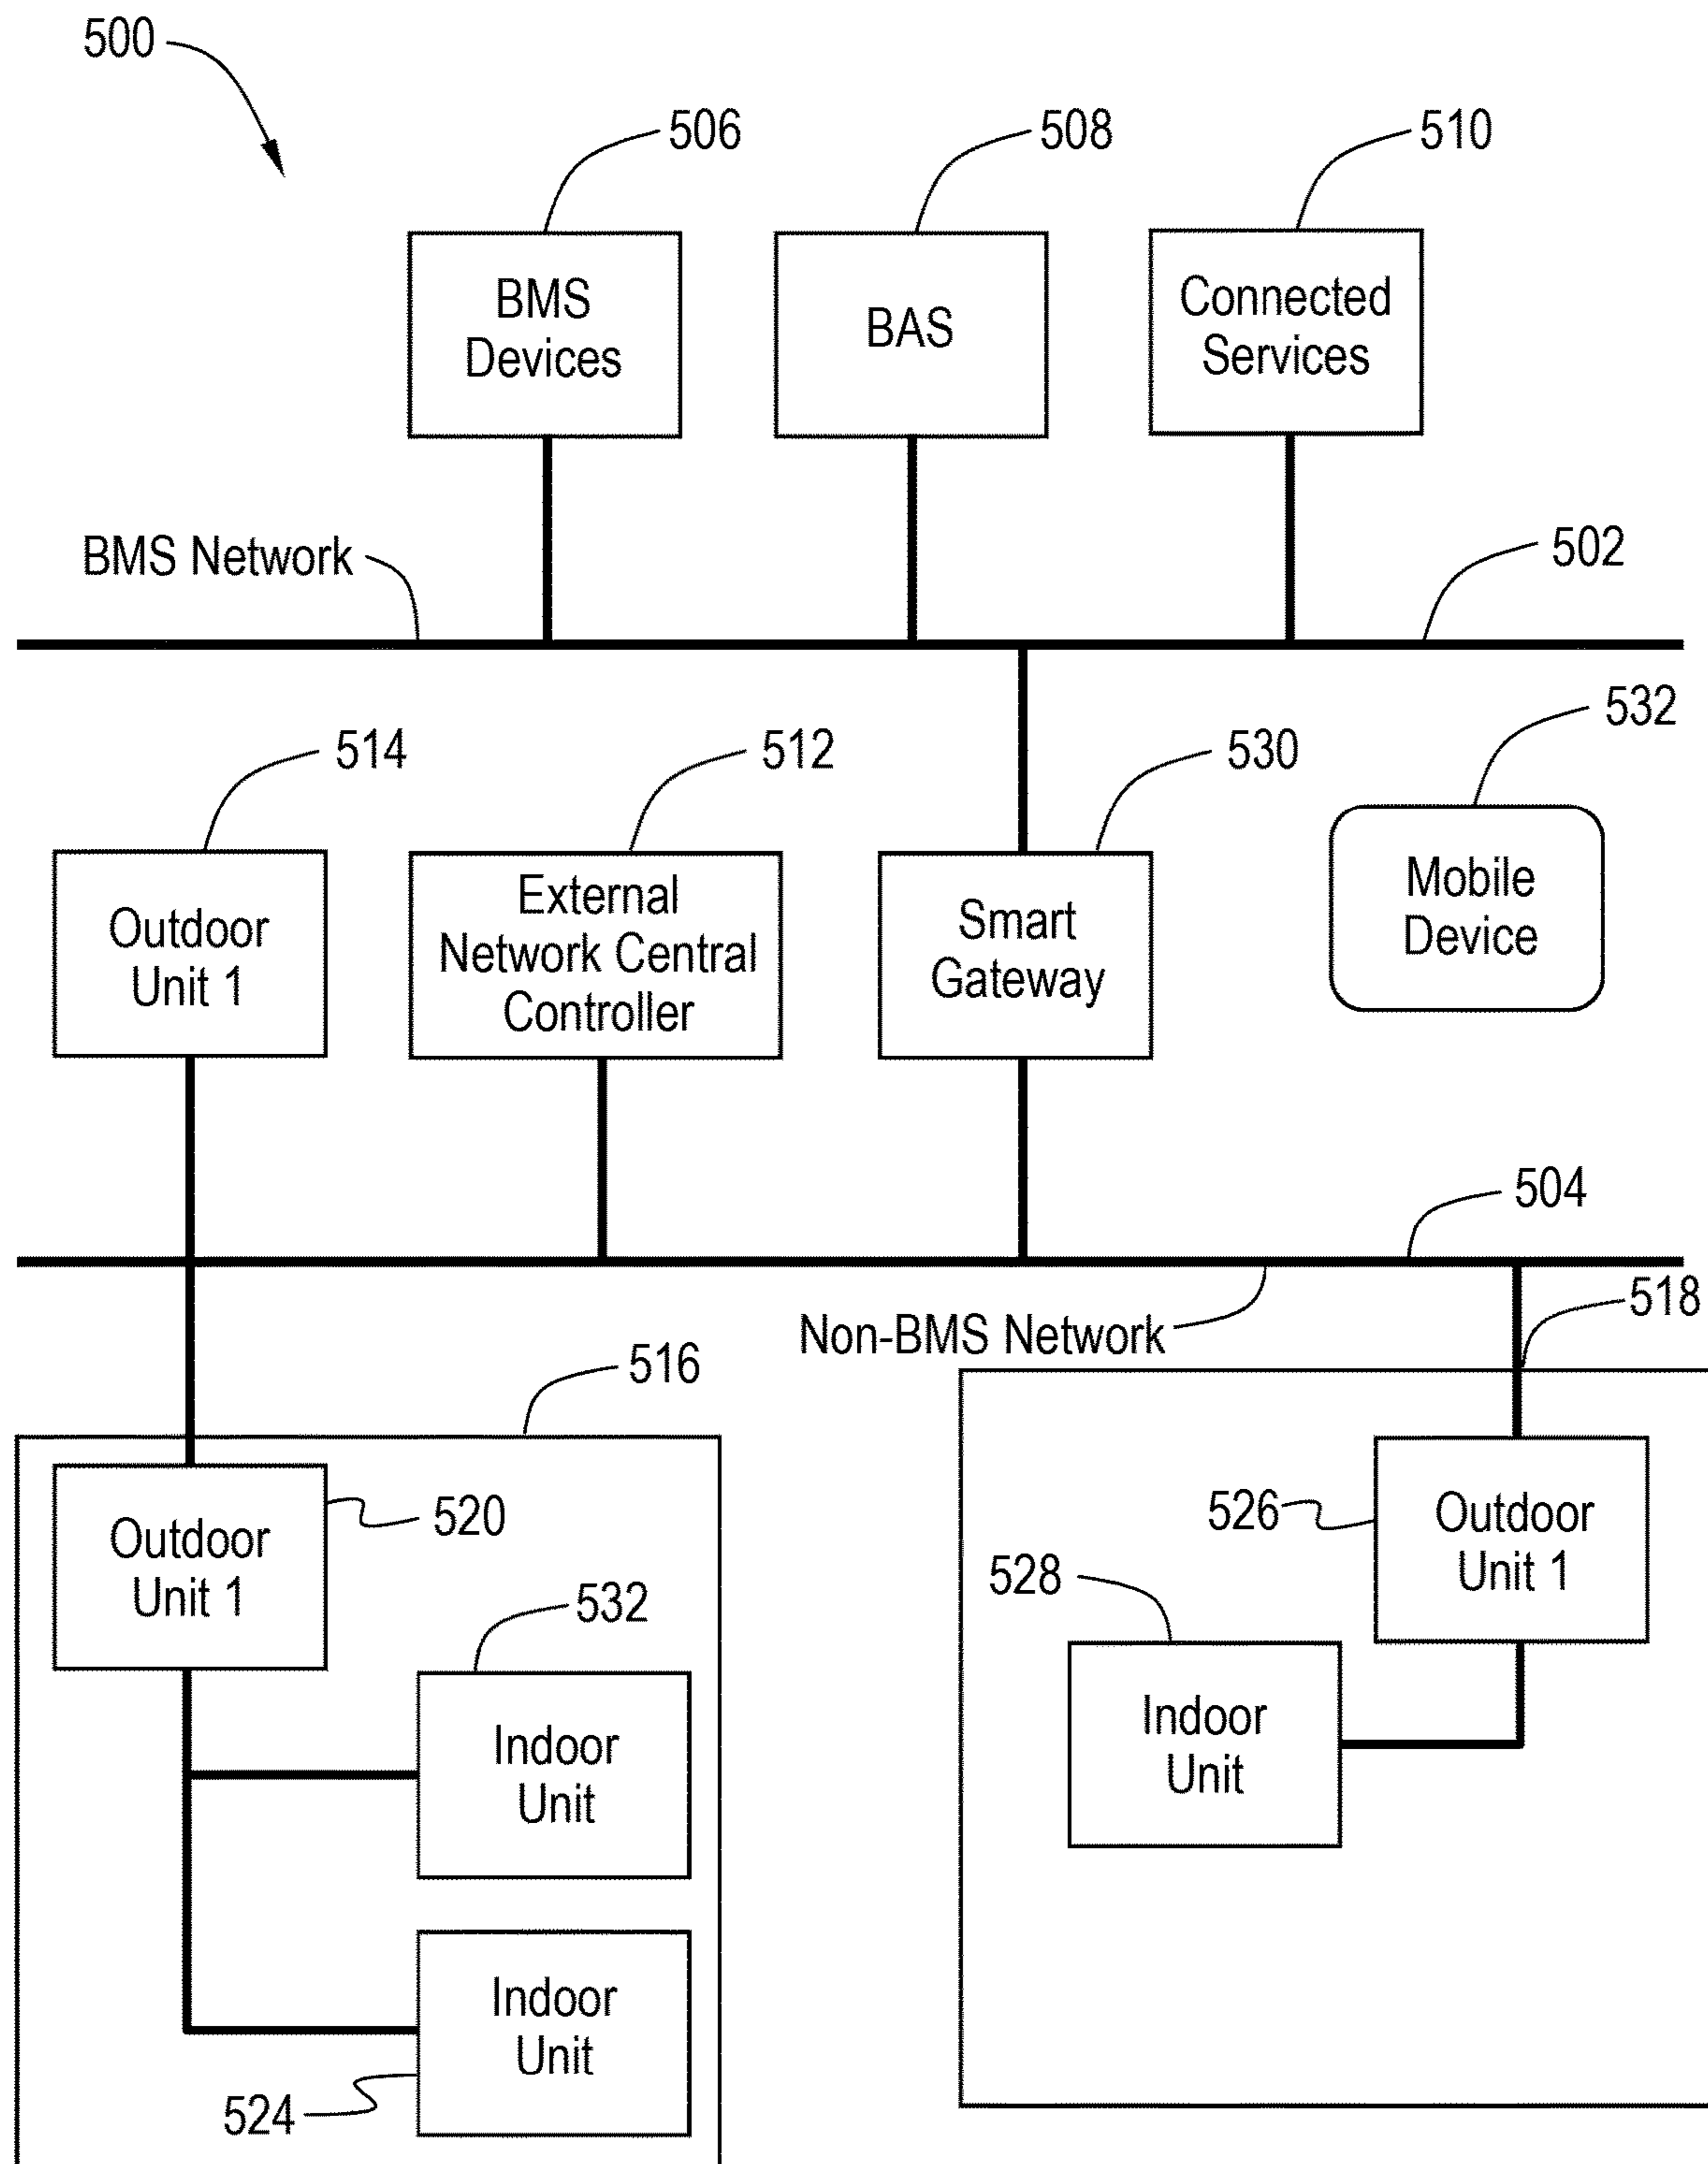 500
506
508
510
BMS
Devices
BAS
Connected
Services
BMS Network
502
514
512
530
532
Outdoor
Unit 1
External
Network Central
Controller
Smart
Gateway
Mobile
Device
504
518
Non-BMS Network
516
Outdoor
Unit 1
520
526
Outdoor
Unit 1
528
532
Indoor
Unit
Indoor
Unit
Indoor
Unit
524